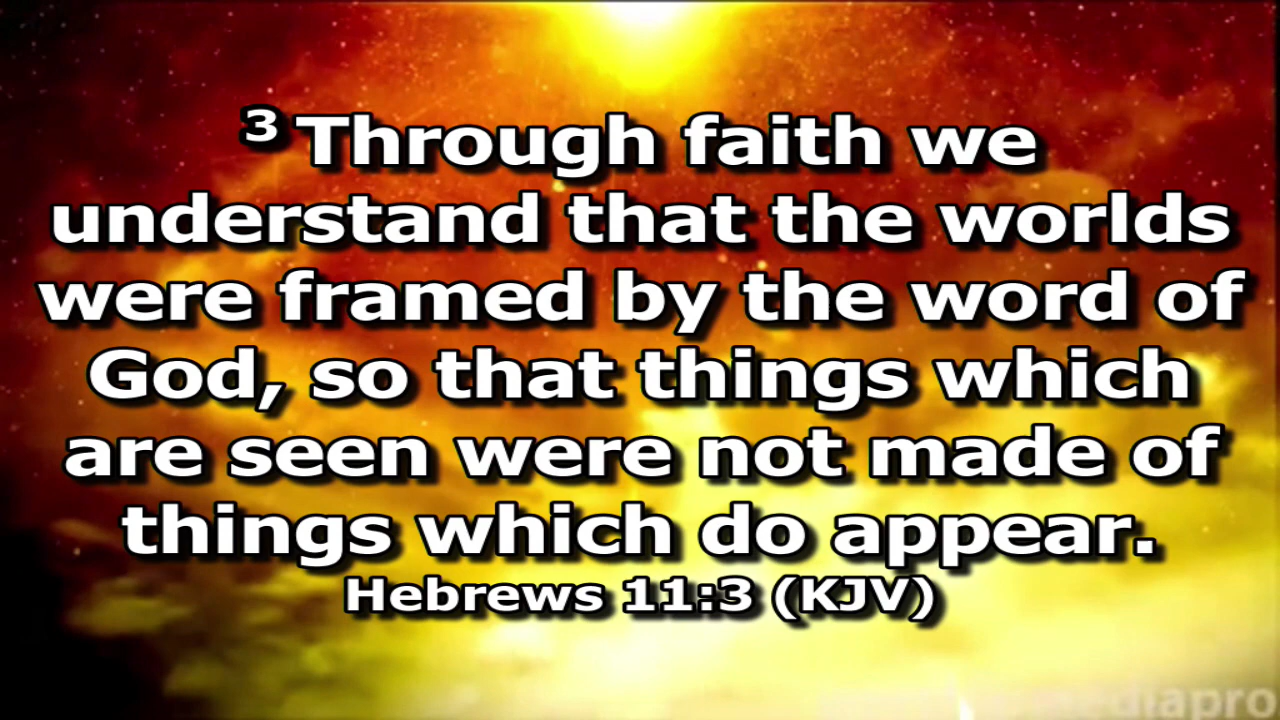 3 Through faith we
understand that the worlds
were framed by the word of
God, so that things which
are seen were not made of
things which do appear.
Hebrews 11:3 (KJV)